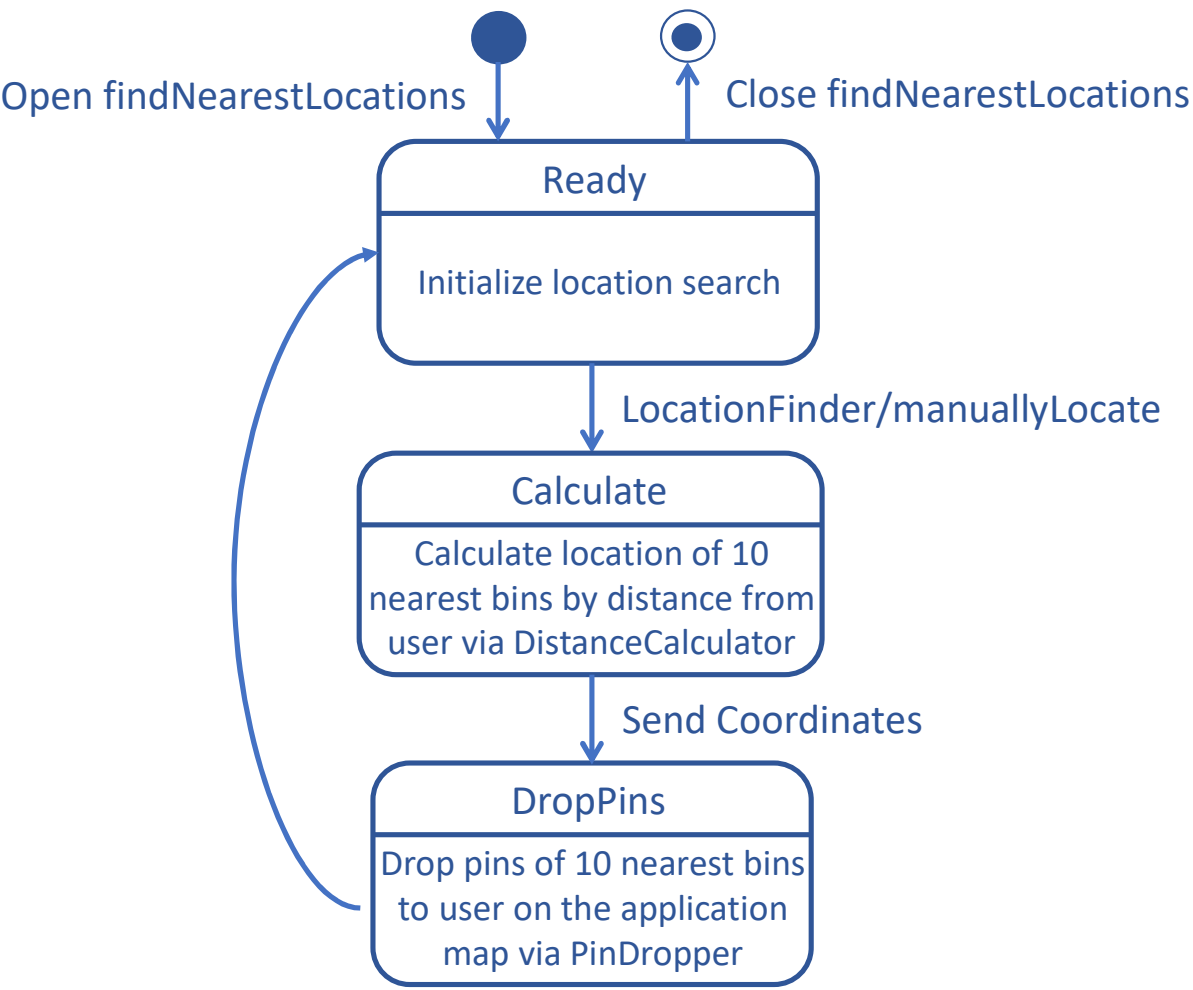 Open findNearestLocations
Close findNearestLocations
Ready
Initialize location search
LocationFinder/manuallyLocate
Calculate
Calculate location of 10
nearest bins by distance from
user via DistanceCalculator
Send Coordinates
DropPins
Drop pins of 10 nearest bins
to user on the application
map via PinDropper